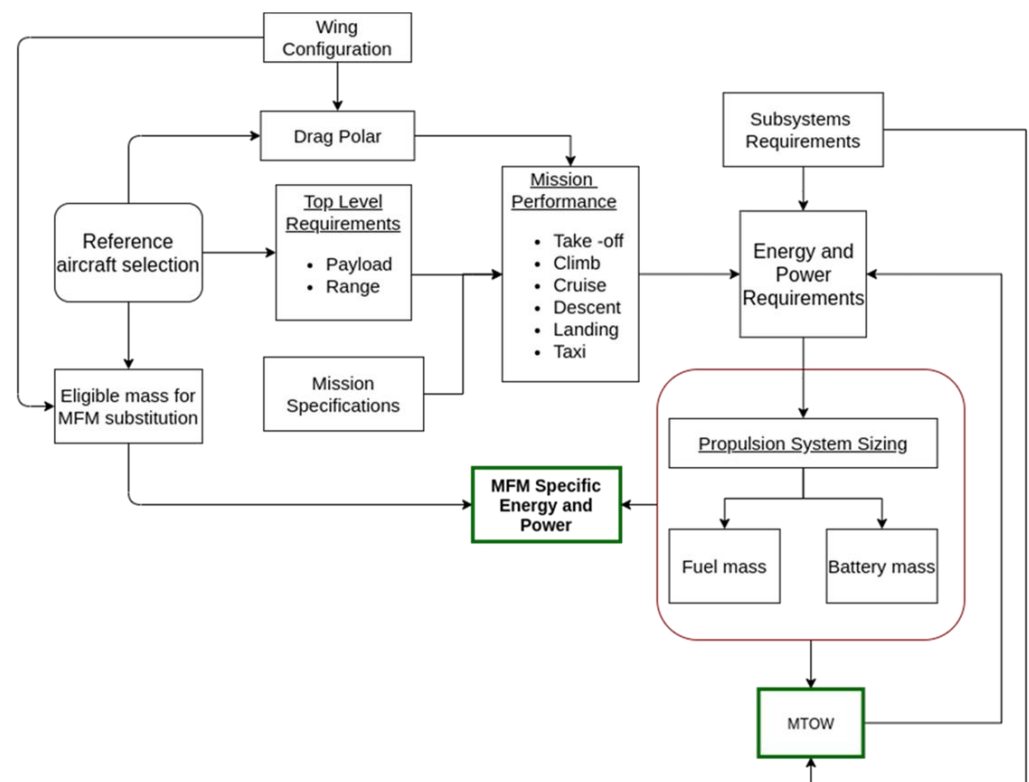 Wing
Configuration
Drag Polar
Subsystems
Requirements
Top Level
Requirements
• Payload
• Range
Mission
Performance
• Take -off
• Climb
• Cruise
• Descent
• Landing
• Taxi
Reference
aircraft selection
Energy and
Power
Requirements
Mission
Specifications
Eligible mass for
MFM substitution
Propulsion System Sizing
MFM Specific
Energy and
Power
Fuel mass
Battery mass
MTOW